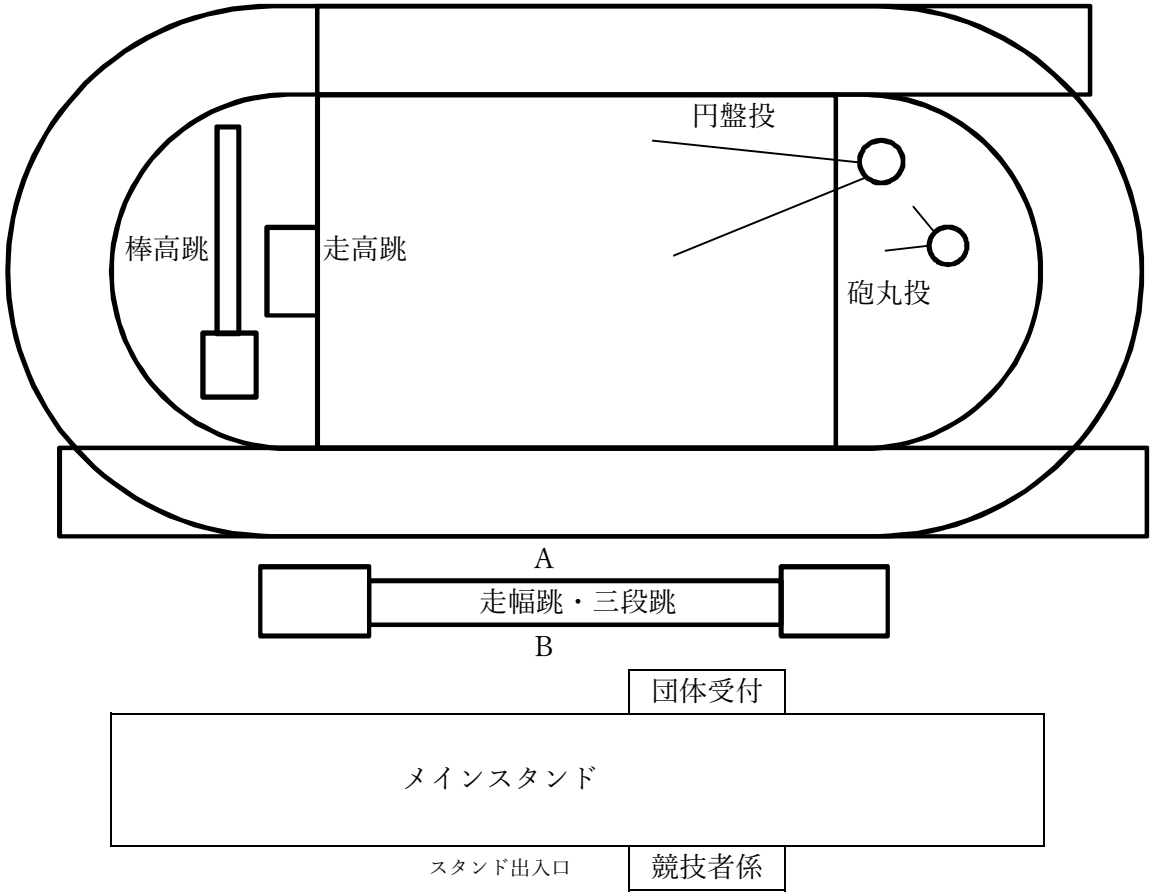 円盤投
棒高跳
走高跳
砲丸投
A
走幅跳・三段跳
B
団体受付
メインスタンド
スタンド出入口
競技者係